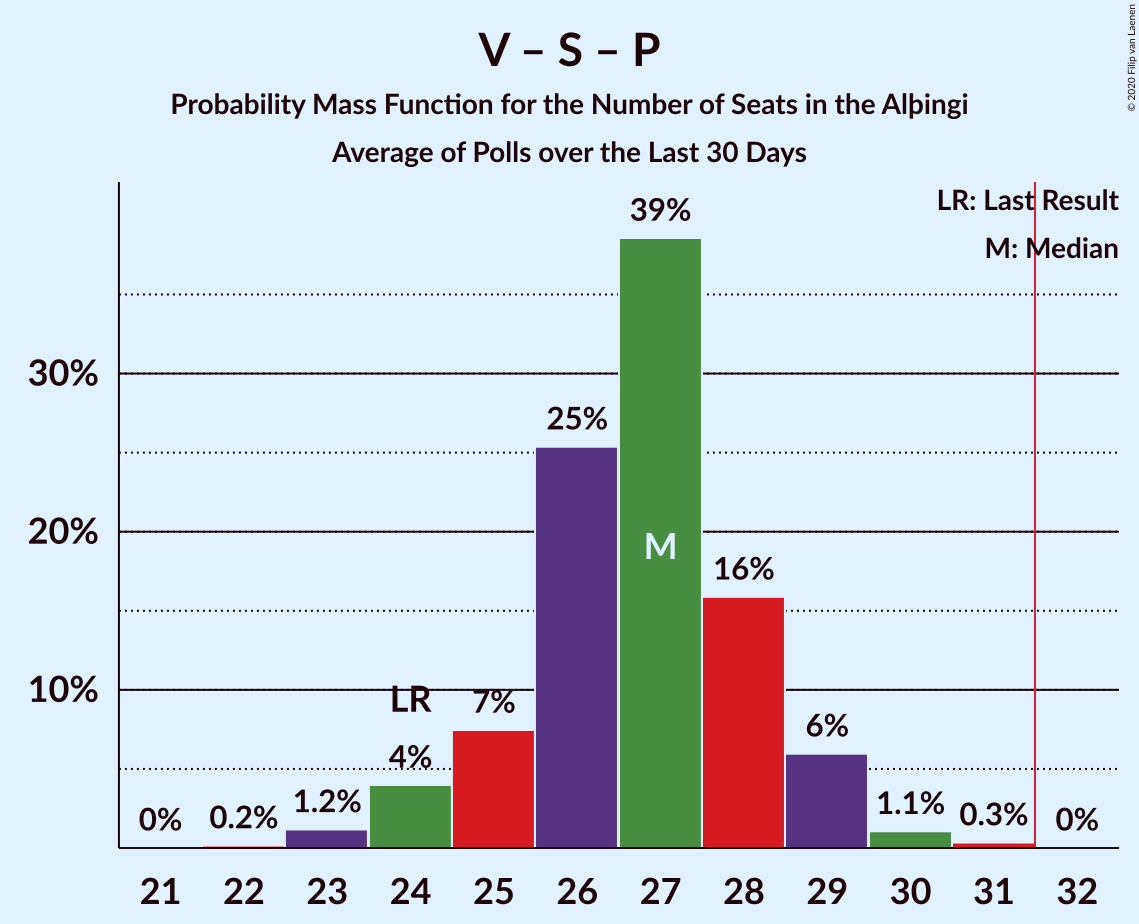 V – S – P
Probability Mass Function for the Number of Seats in the Alþingi
Average of Polls over the Last 30 Days
© 2020 Filip van Laenen
LR: Last Result
M: Median
30%
20%
10%
0%
0.2%
1.2%
LR
4%
7%
25%
39%
M
16%
6%
1.1%
0.3%
0%
21 22 23 24 25 26 27 28 29 30 31 32